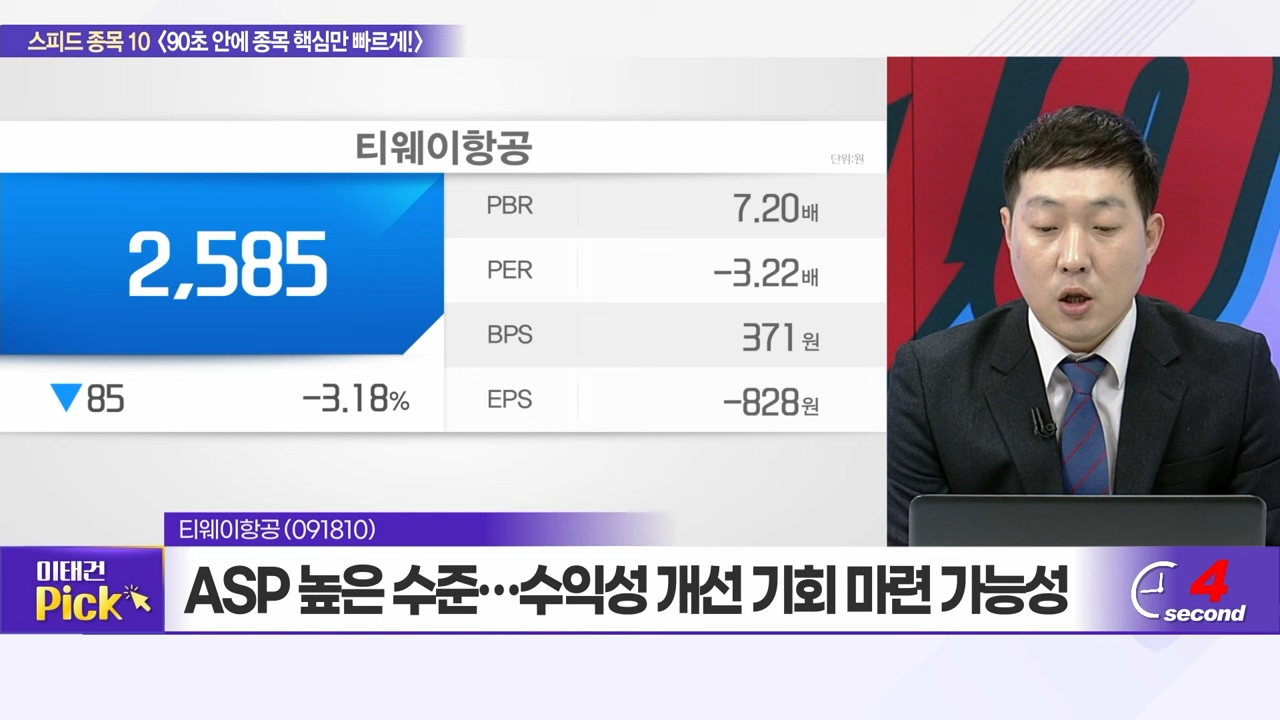 스피드 종목 10 〈90초 안에 종목 핵심만 빠르게!〉
티웨이항공
단위:원
2,585
▼85 -3.18%
PBR 7.20배
PER -3.22배
BPS 371원
EPS -828원
티웨이항공(091810)
미태건
Pick
ASP 높은 수준…수익성 개선 기회 마련 가능성
4
second